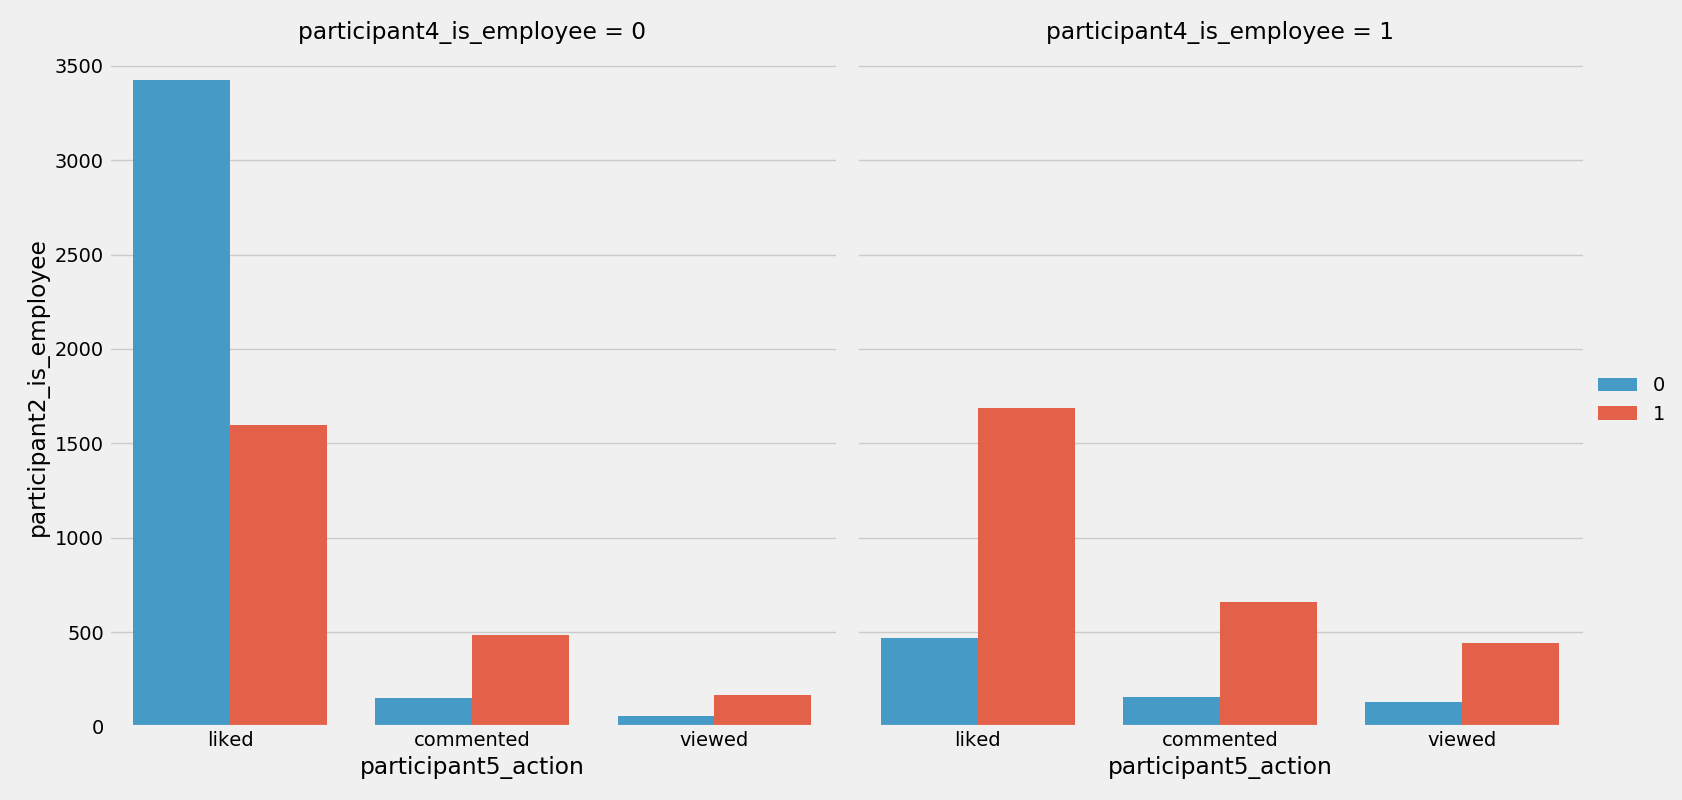 participant4_is_employee = 0
participant4_is_employee = 1
participant2_is_employee
3500
3000
2500
2000
1500
1000
500
0
liked
commented
viewed
participant5_action
liked
commented
viewed
participant5_action
0
1